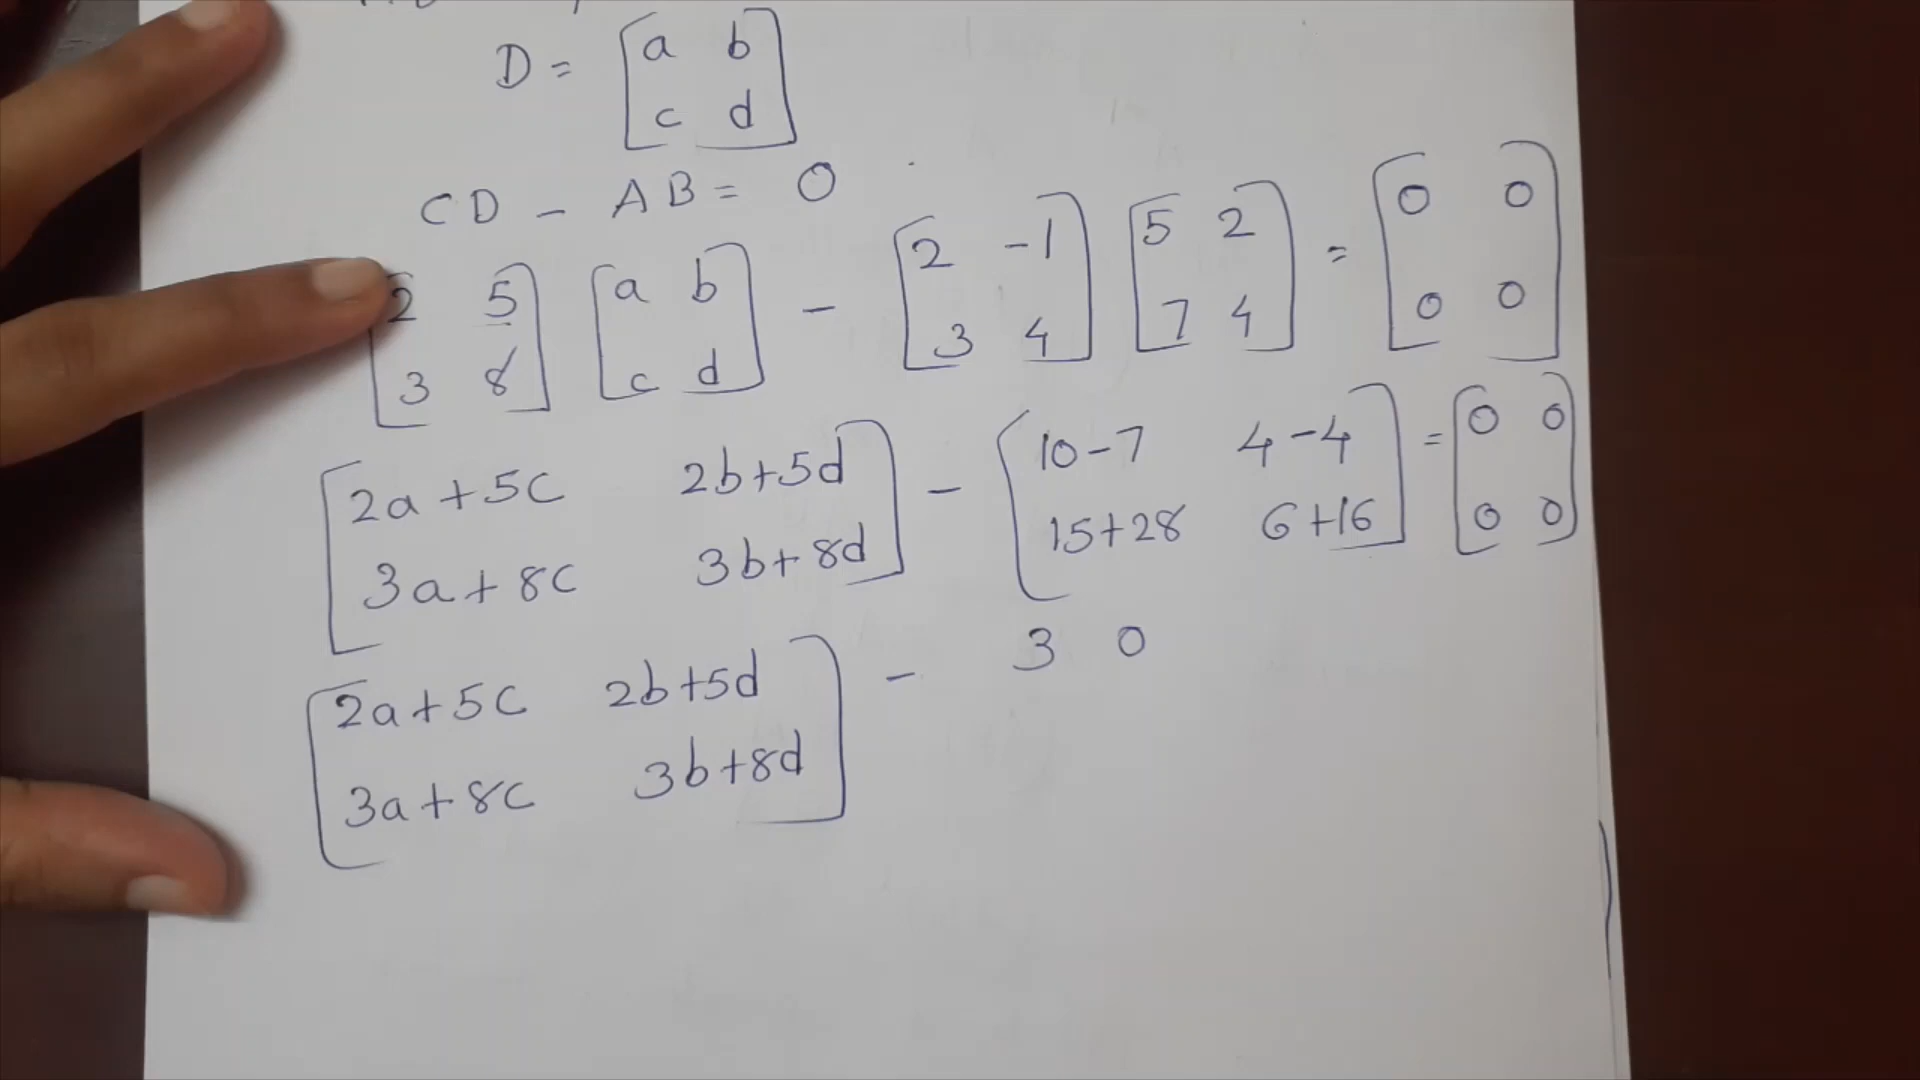 D = [a b
c d]
CD - AB = 0
[2 5 [a b - [2 -1 [5 2 = [0 0
3 8] c d] 3 4] 7 4] 0 0]
[2a+5c 2b+5d - [10-7 4-4 = [0 0
3a+8c 3b+8d] 15+28 6+16] 0 0]
[2a+5c 2b+5d - 3 0
3a+8c 3b+8d]